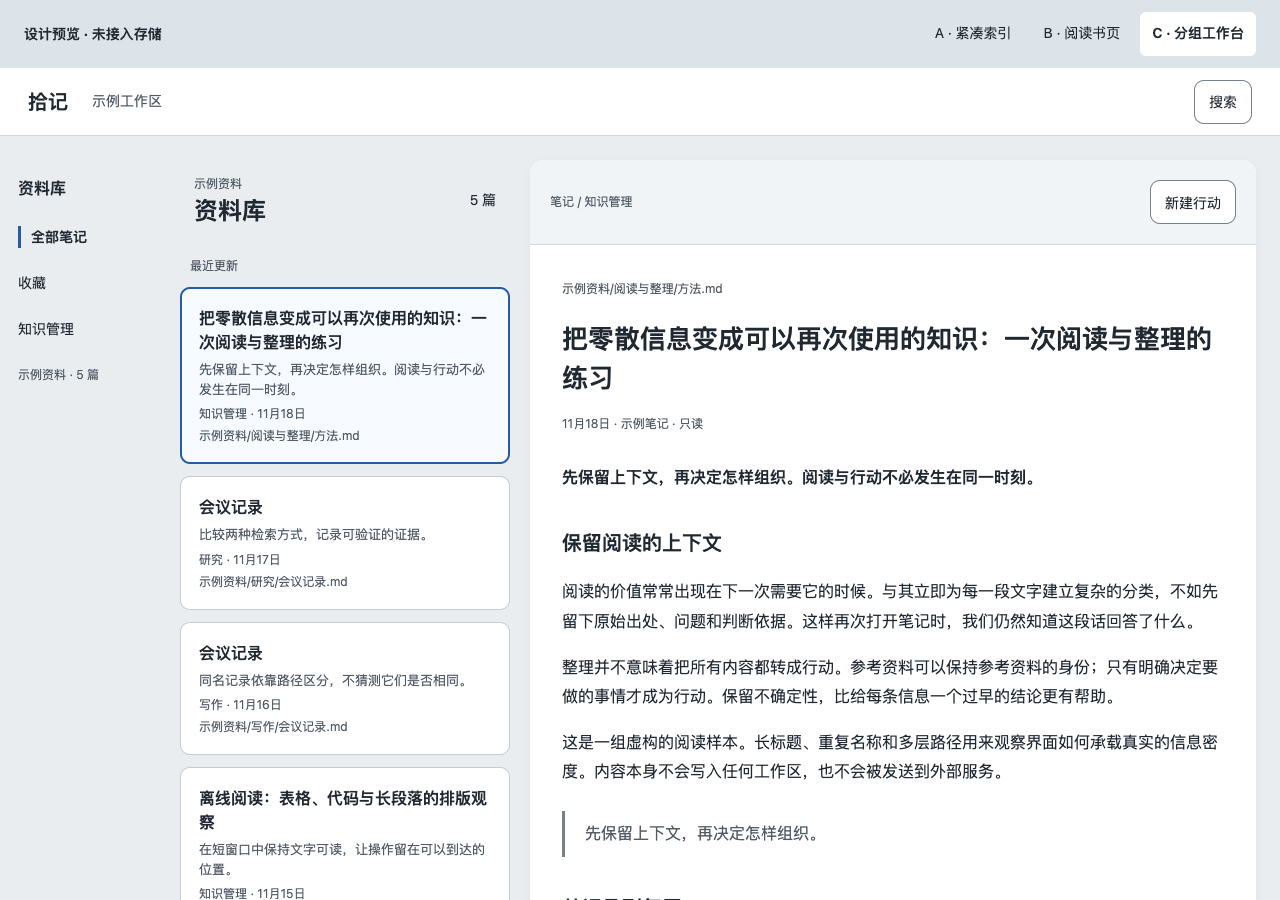 设计预览 · 未接入存储
A · 紧凑索引
B · 阅读书页
C · 分组工作台
拾记
示例工作区
搜索
资料库
全部笔记
收藏
知识管理
示例资料 · 5 篇
示例资料
资料库
5 篇
最近更新
把零散信息变成可以再次使用的知识：一
次阅读与整理的练习
先保留上下文，再决定怎样组织。阅读与行动不必
发生在同一时刻。
知识管理 · 11月18日
示例资料/阅读与整理/方法.md
会议记录
比较两种检索方式，记录可验证的证据。
研究 · 11月17日
示例资料/研究/会议记录.md
会议记录
同名记录依靠路径区分，不猜测它们是否相同。
写作 · 11月16日
示例资料/写作/会议记录.md
离线阅读：表格、代码与长段落的排版观
察
在短窗口中保持文字可读，让操作留在可以到达的
位置。
知识管理 · 11月15日
笔记 / 知识管理
新建行动
示例资料/阅读与整理/方法.md
把零散信息变成可以再次使用的知识：一次阅读与整理的
练习
11月18日 · 示例笔记 · 只读
先保留上下文，再决定怎样组织。阅读与行动不必发生在同一时刻。
保留阅读的上下文
阅读的价值常常出现在下一次需要它的时候。与其立即为每一段文字建立复杂的分类，不如先
留下原始出处、问题和判断依据。这样再次打开笔记时，我们仍然知道这段话回答了什么。
整理并不意味着把所有内容都转成行动。参考资料可以保持参考资料的身份；只有明确决定要
做的事情才成为行动。保留不确定性，比给每条信息一个过早的结论更有帮助。
这是一组虚构的阅读样本。长标题、重复名称和多层路径用来观察界面如何承载真实的信息密
度。内容本身不会写入任何工作区，也不会被发送到外部服务。
先保留上下文，再决定怎样组织。